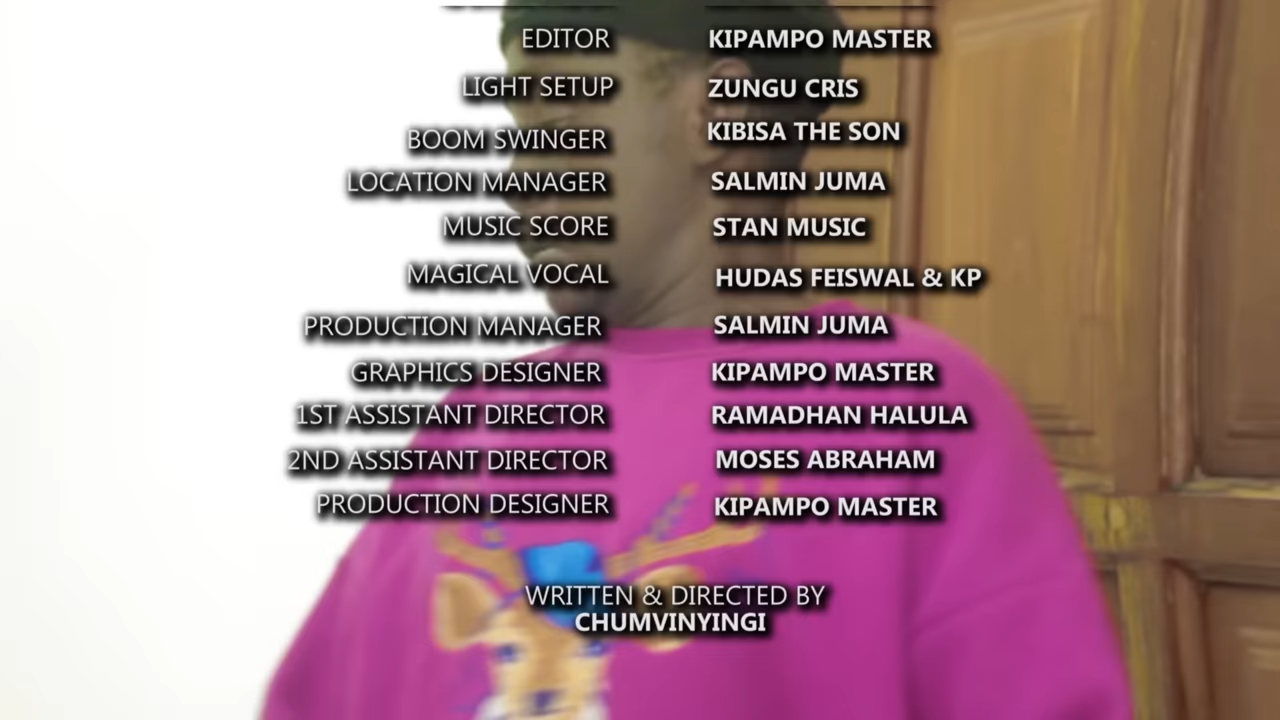 EDITOR KIPAMPO MASTER
LIGHT SETUP ZUNGU CRIS
BOOM SWINGER KIBISA THE SON
LOCATION MANAGER SALMIN JUMA
MUSIC SCORE STAN MUSIC
MAGICAL VOCAL HUDAS FEISWAL & KP
PRODUCTION MANAGER SALMIN JUMA
GRAPHICS DESIGNER KIPAMPO MASTER
1ST ASSISTANT DIRECTOR RAMADHAN HALULA
2ND ASSISTANT DIRECTOR MOSES ABRAHAM
PRODUCTION DESIGNER KIPAMPO MASTER
WRITTEN & DIRECTED BY
CHUMVINYINGI